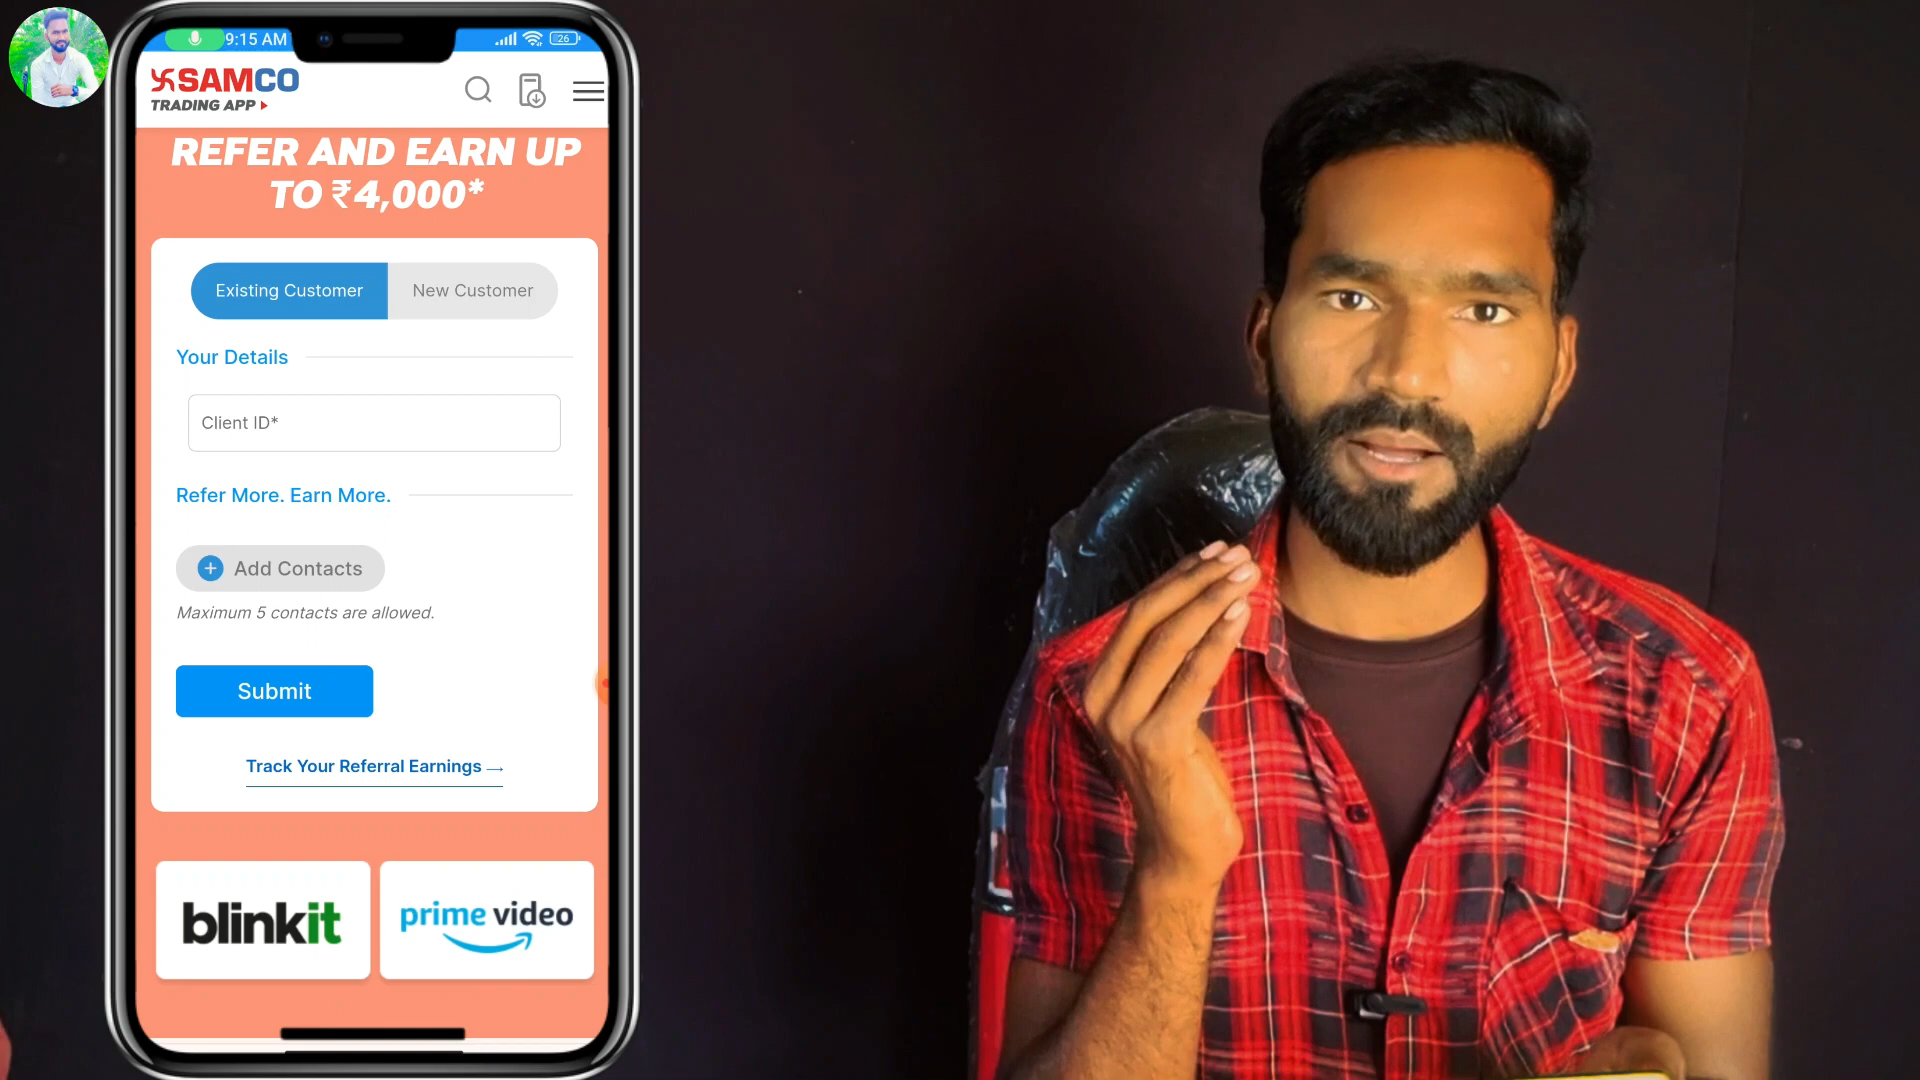 9:15 AM
26
SAMCO
TRADING APP
REFER AND EARN UP
TO ₹4,000*
Existing Customer
New Customer
Your Details
Client ID*
Refer More. Earn More.
+ Add Contacts
Maximum 5 contacts are allowed.
Submit
Track Your Referral Earnings →
blinkit
prime video